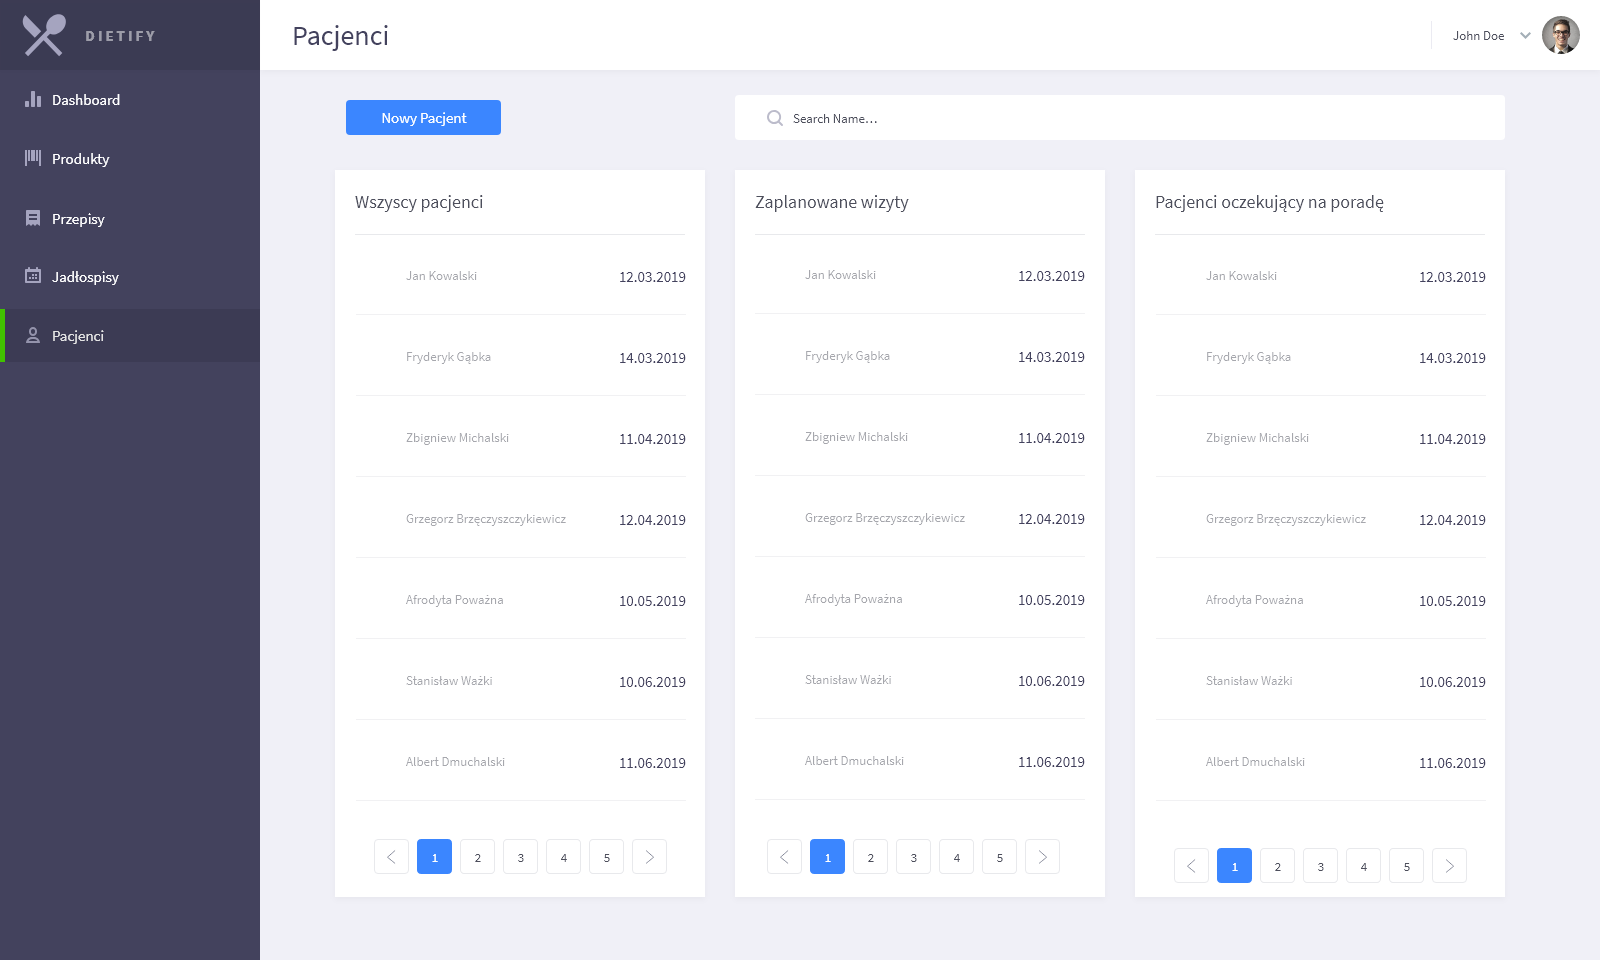 DIETIFY
Pacjenci
John Doe
Dashboard
Produkty
Przepisy
Jadłospisy
Pacjenci
Nowy Pacjent
Search Name...
Wszyscy pacjenci
Jan Kowalski 12.03.2019
Fryderyk Gąbka 14.03.2019
Zbigniew Michalski 11.04.2019
Grzegorz Brzęczyszczykiewicz 12.04.2019
Afrodyta Poważna 10.05.2019
Stanisław Ważki 10.06.2019
Albert Dmuchalski 11.06.2019
1 2 3 4 5
Zaplanowane wizyty
Jan Kowalski 12.03.2019
Fryderyk Gąbka 14.03.2019
Zbigniew Michalski 11.04.2019
Grzegorz Brzęczyszczykiewicz 12.04.2019
Afrodyta Poważna 10.05.2019
Stanisław Ważki 10.06.2019
Albert Dmuchalski 11.06.2019
1 2 3 4 5
Pacjenci oczekujący na poradę
Jan Kowalski 12.03.2019
Fryderyk Gąbka 14.03.2019
Zbigniew Michalski 11.04.2019
Grzegorz Brzęczyszczykiewicz 12.04.2019
Afrodyta Poważna 10.05.2019
Stanisław Ważki 10.06.2019
Albert Dmuchalski 11.06.2019
1 2 3 4 5